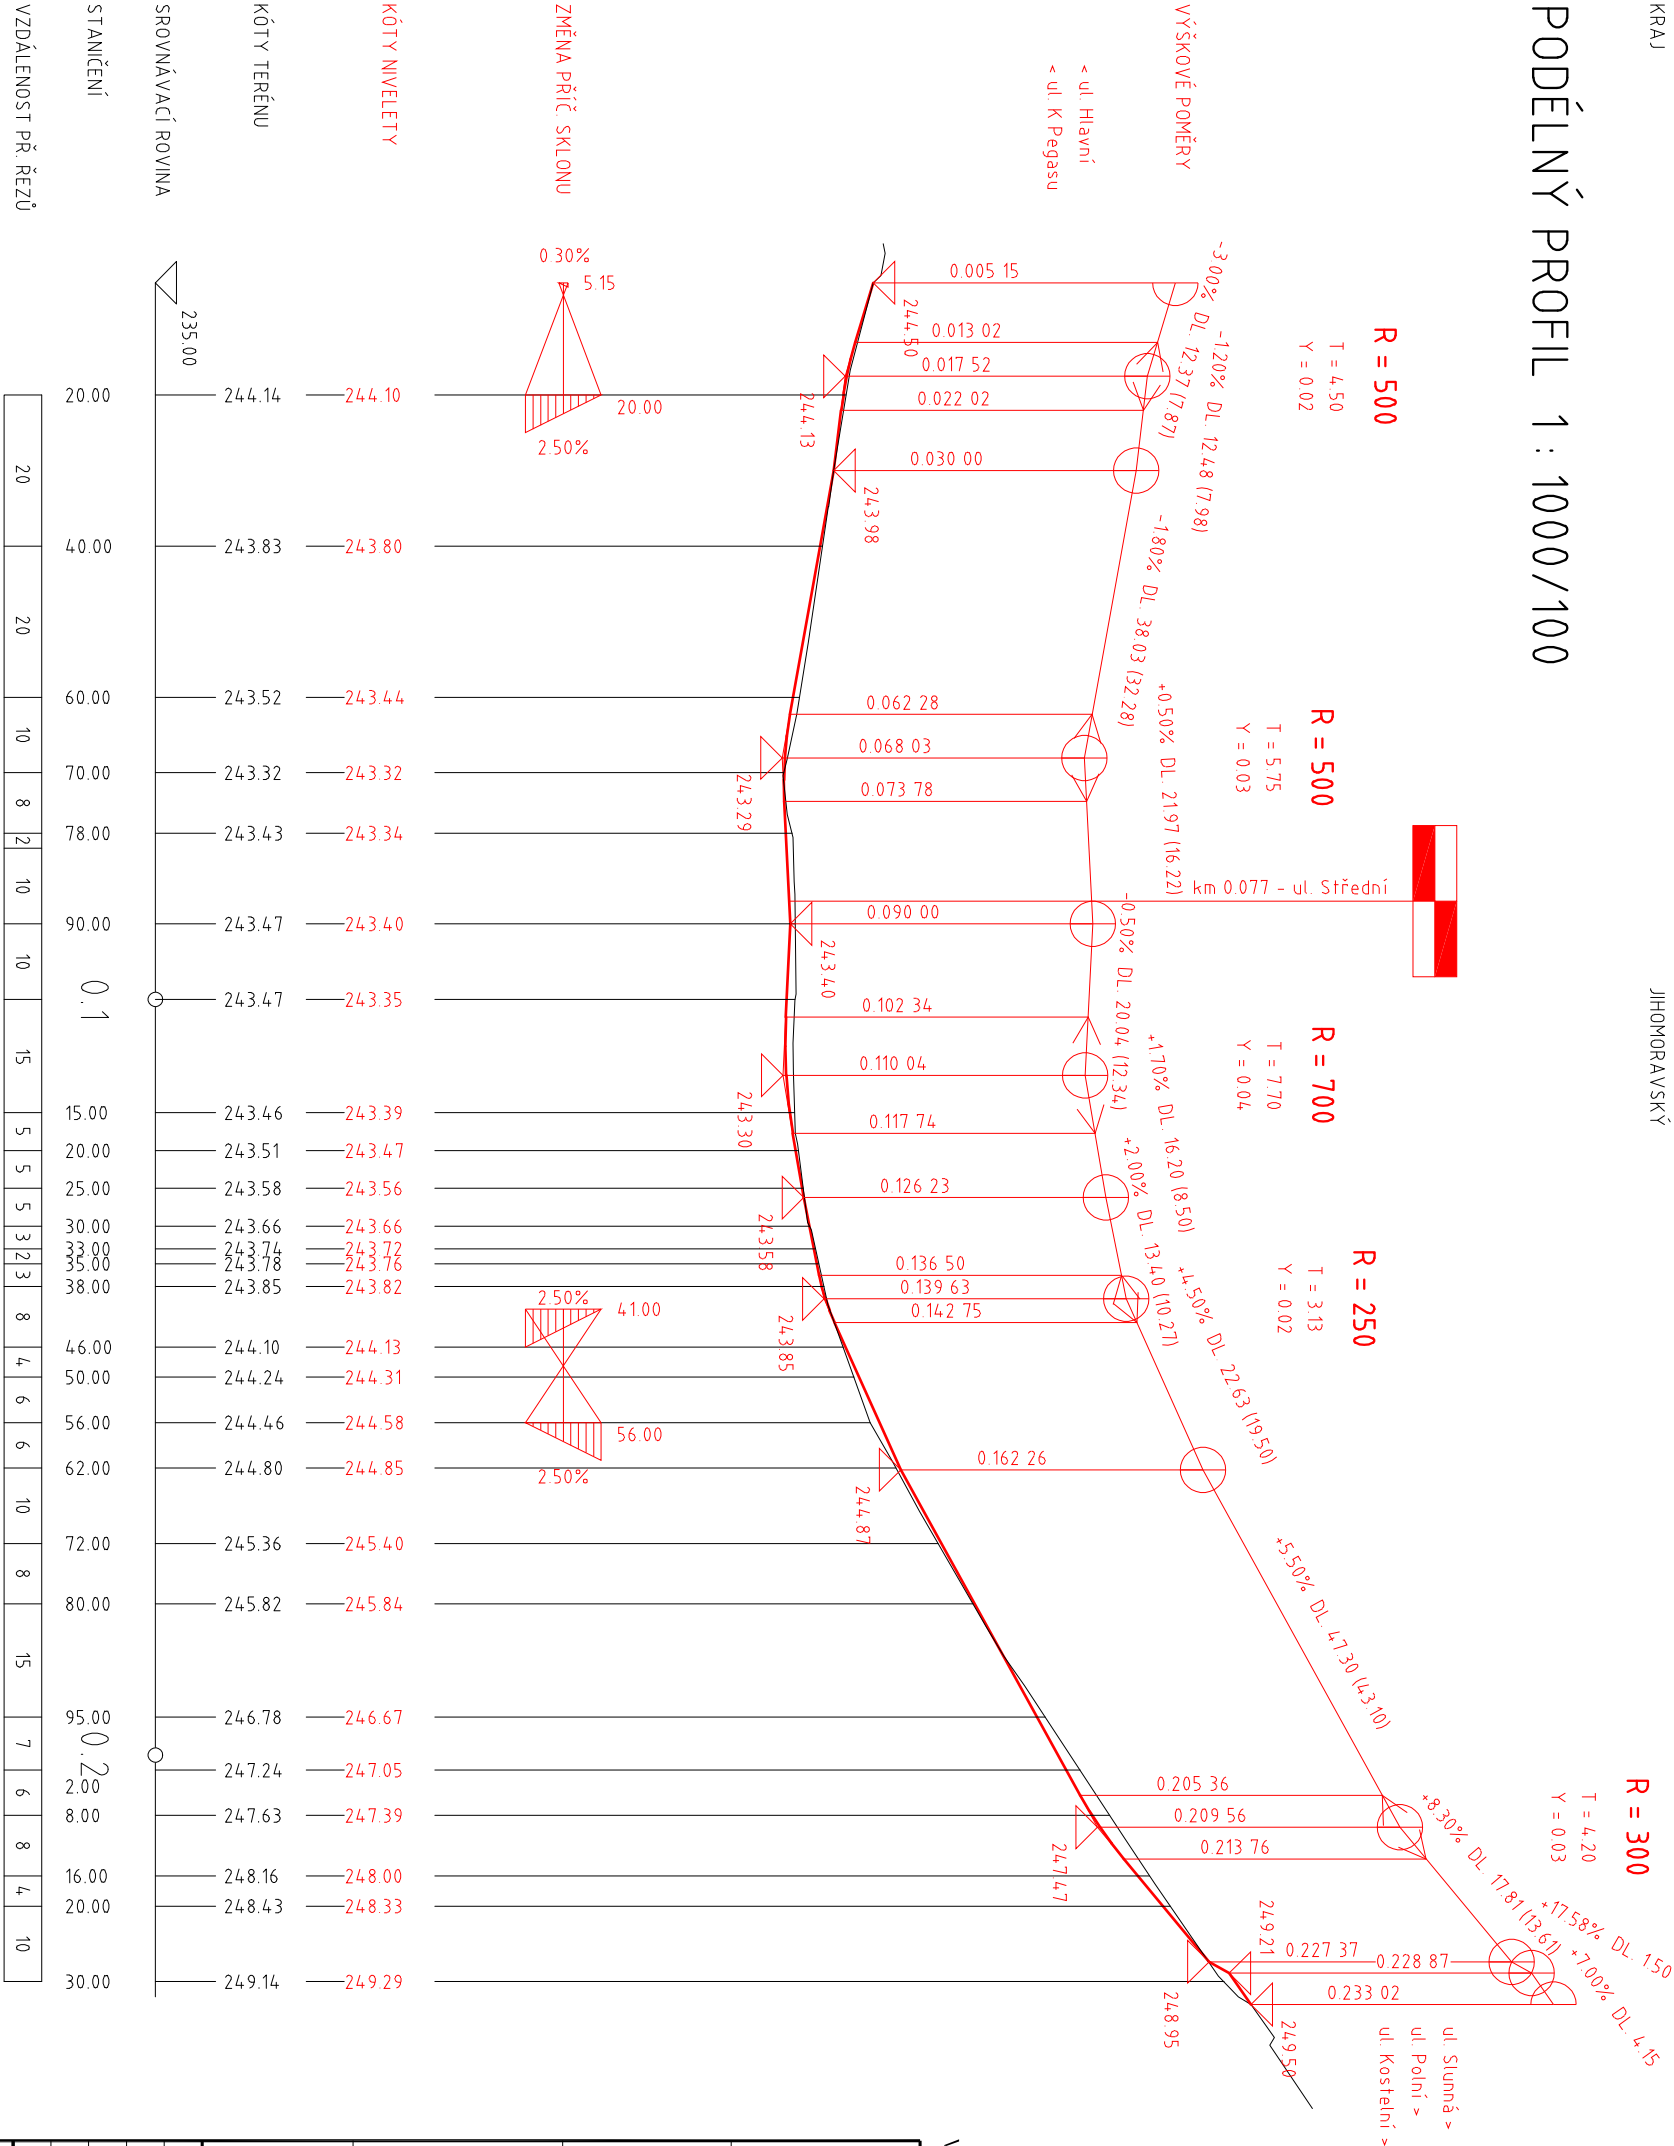 KRAJ
JIHOMORAVSKÝ
PODÉLNÝ PROFIL 1 : 1000/100
R = 500
T = 4.50
Y = 0.02
R = 500
T = 5.75
Y = 0.03
R = 700
T = 7.70
Y = 0.04
R = 250
T = 3.13
Y = 0.02
R = 300
T = 4.20
Y = 0.03
km 0.077 - ul. Střední
VÝŠKOVÉ POMĚRY
-3.00% DL. 12.37 (7.87)
-1.20% DL. 12.48 (7.98)
-1.80% DL. 38.03 (32.28)
+0.50% DL. 21.97 (16.22)
-0.50% DL. 20.04 (12.34)
+1.70% DL. 16.20 (8.50)
+2.00% DL. 13.40 (10.27)
+4.50% DL. 22.63 (19.50)
+5.50% DL. 47.30 (43.10)
+8.30% DL. 17.81 (13.61)
+17.58% DL. 1.50
+7.00% DL. 4.15
< ul. Hlavní
< ul. K Pegasu
ul. Slunná >
ul. Polní >
ul. Kostelní >
0.005 15
0.013 02
0.017 52
0.022 02
0.030 00
0.062 28
0.068 03
0.073 78
0.090 00
0.102 34
0.110 04
0.117 74
0.126 23
0.136 50
0.139 63
0.142 75
0.162 26
0.205 36
0.209 56
0.213 76
0.227 37
0.228 87
0.233 02
244.50
244.13
243.98
243.29
243.40
243.30
243.58
243.85
244.87
247.47
248.95
249.21
249.50
ZMĚNA PŘÍČ. SKLONU
0.30%
5.15
20.00
2.50%
2.50%
41.00
56.00
2.50%
KÓTY NIVELETY
244.10 243.80 243.44 243.32 243.34 243.40 243.35 243.39 243.47 243.56 243.66 243.72 243.76 243.82 244.13 244.31 244.58 244.85 245.40 245.84 246.67 247.05 247.39 248.00 248.33 249.29
KÓTY TERÉNU
244.14 243.83 243.52 243.32 243.43 243.47 243.47 243.46 243.51 243.58 243.66 243.74 243.78 243.85 244.10 244.24 244.46 244.80 245.36 245.82 246.78 247.24 247.63 248.16 248.43 249.14
SROVNÁVACÍ ROVINA
235.00
STANIČENÍ
20.00 40.00 60.00 70.00 78.00 90.00 0.1 15.00 20.00 25.00 30.00 33.00 35.00 38.00 46.00 50.00 56.00 62.00 72.00 80.00 95.00 0.2 2.00 8.00 16.00 20.00 30.00
VZDÁLENOST PŘ. ŘEZŮ
20 20 10 8 2 10 10 15 5 5 5 3 2 3 8 4 6 6 10 8 15 7 6 8 4 10